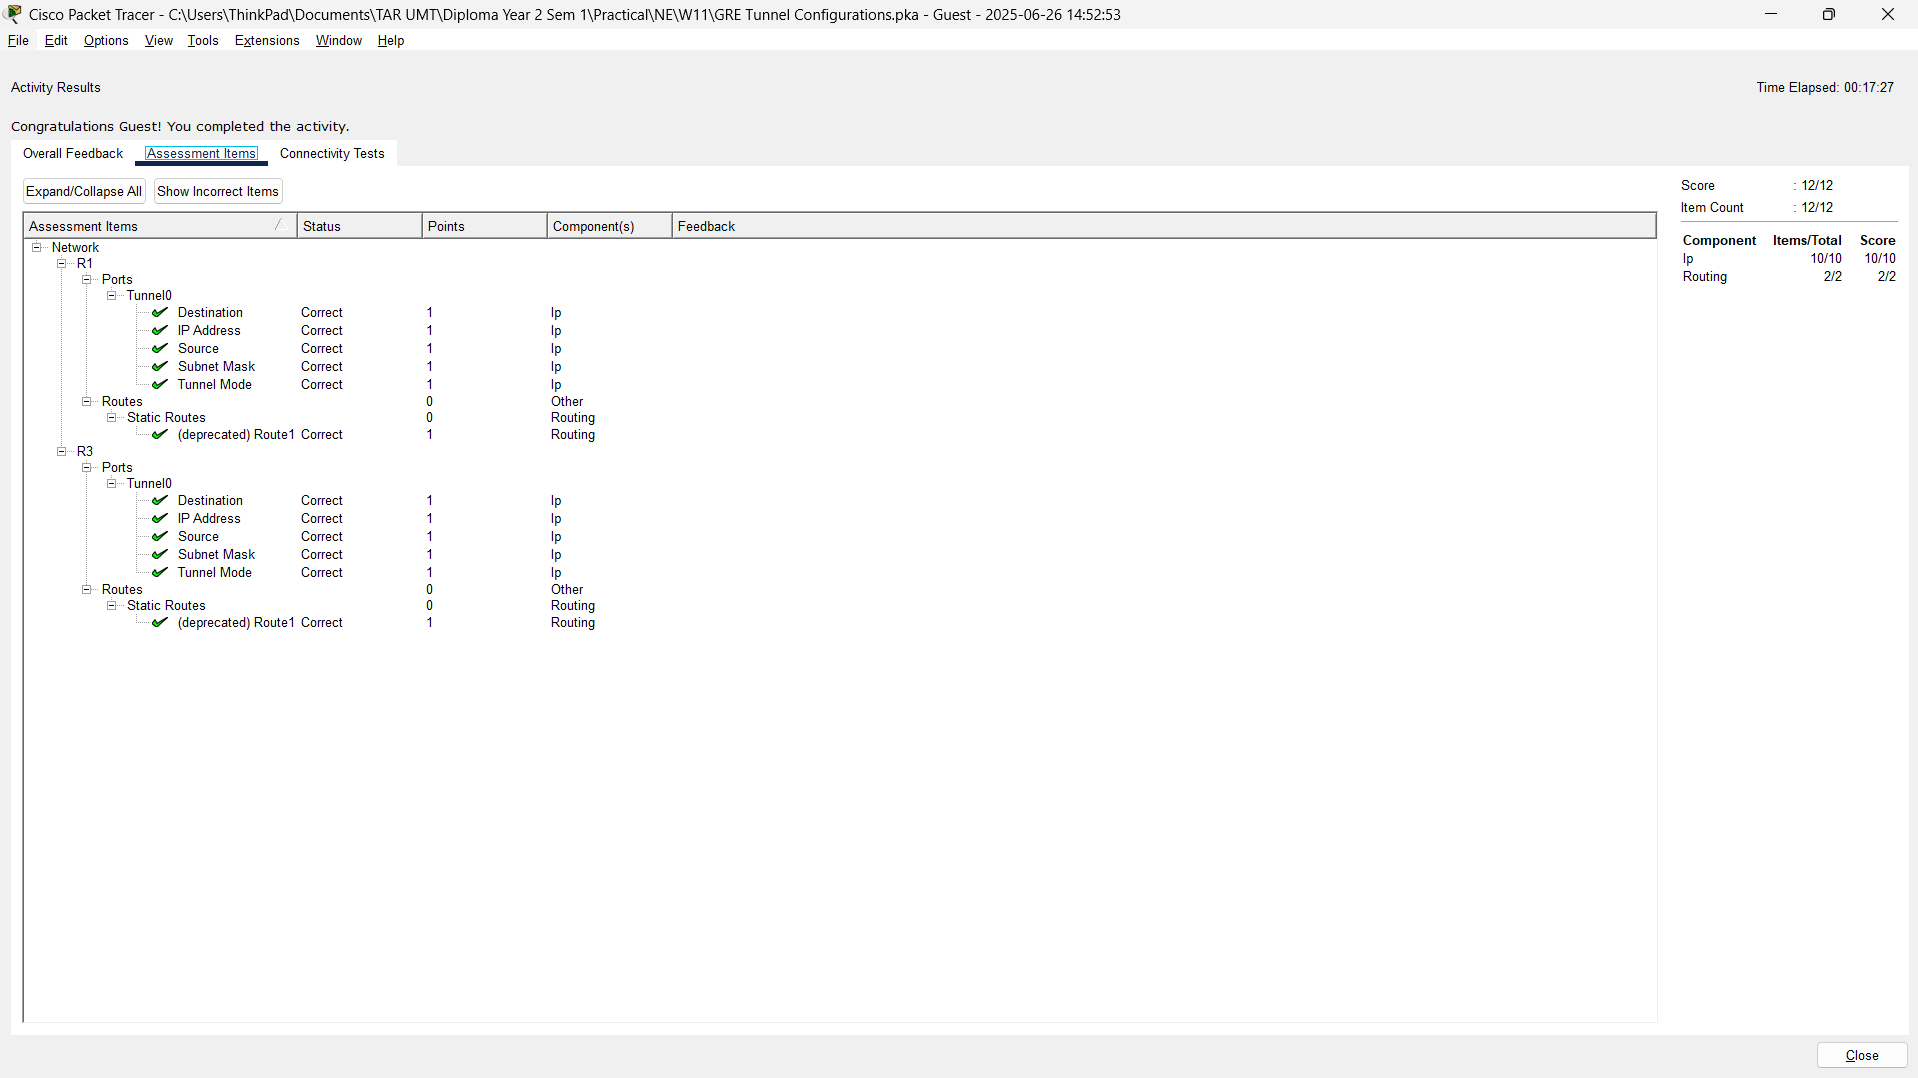 Cisco Packet Tracer - C:\Users\ThinkPad\Documents\TAR UMT\Diploma Year 2 Sem 1\Practical\NE\W11\GRE Tunnel Configurations.pka - Guest - 2025-06-26 14:52:53
File Edit Options View Tools Extensions Window Help
Activity Results Time Elapsed: 00:17:27
Congratulations Guest! You completed the activity.
Overall Feedback Assessment Items Connectivity Tests
Expand/Collapse All Show Incorrect Items
Assessment Items Status Points Component(s) Feedback
Network
R1
Ports
Tunnel0
Destination Correct 1 Ip
IP Address Correct 1 Ip
Source Correct 1 Ip
Subnet Mask Correct 1 Ip
Tunnel Mode Correct 1 Ip
Routes 0 Other
Static Routes 0 Routing
(deprecated) Route1 Correct 1 Routing
R3
Ports
Tunnel0
Destination Correct 1 Ip
IP Address Correct 1 Ip
Source Correct 1 Ip
Subnet Mask Correct 1 Ip
Tunnel Mode Correct 1 Ip
Routes 0 Other
Static Routes 0 Routing
(deprecated) Route1 Correct 1 Routing
Score : 12/12
Item Count : 12/12
Component Items/Total Score
Ip 10/10 10/10
Routing 2/2 2/2
Close